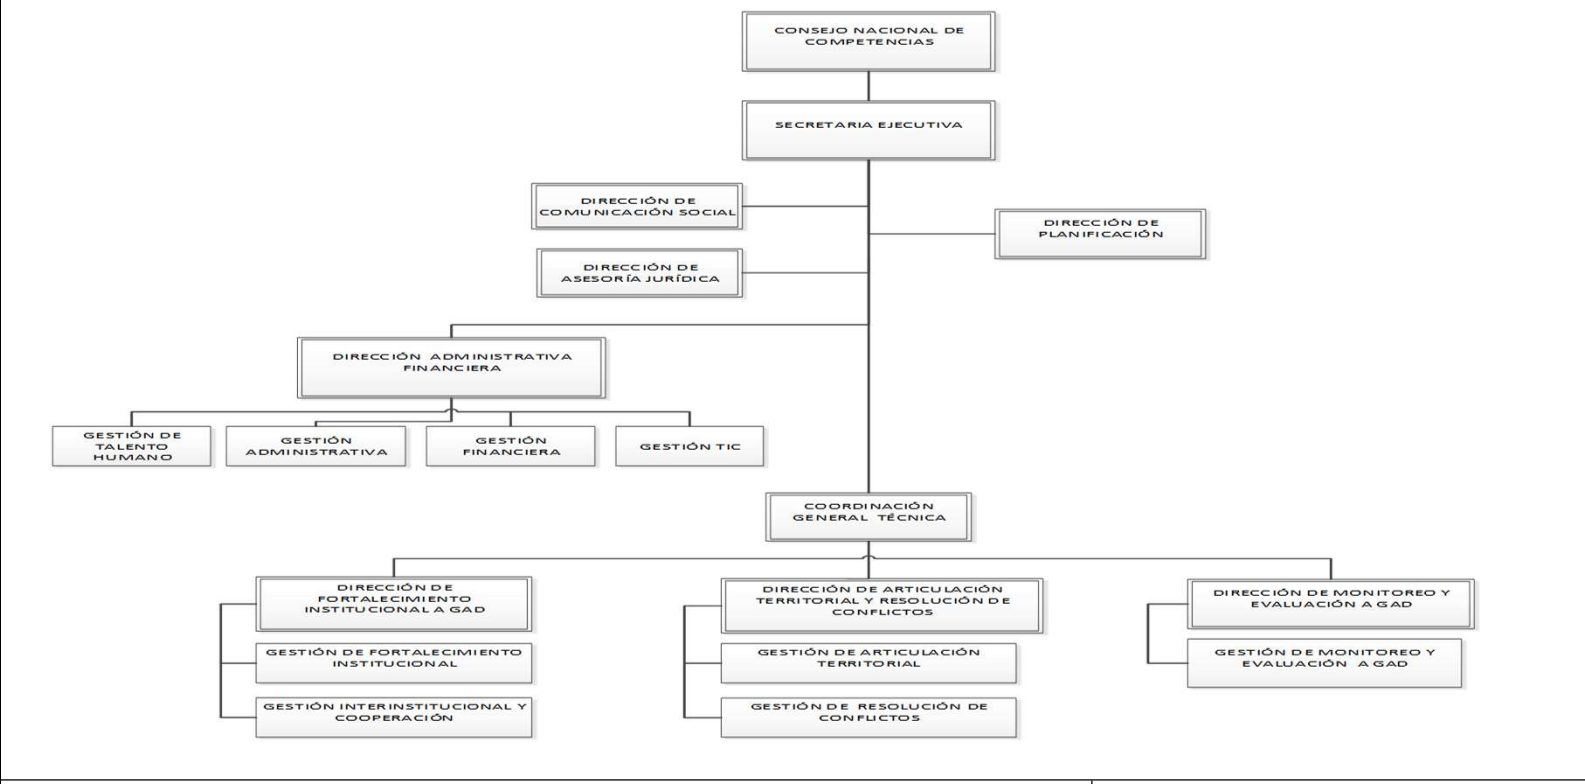 CONSEJO NACIONAL DE
COMPETENCIAS
SECRETARIA EJECUTIVA
DIRECCIÓN DE
COMUNICACIÓN SOCIAL
DIRECCIÓN DE
PLANIFICACIÓN
DIRECCIÓN DE
ASESORÍA JURÍDICA
DIRECCIÓN ADMINISTRATIVA
FINANCIERA
GESTIÓN DE
TALENTO
HUMANO
GESTIÓN
ADMINISTRATIVA
GESTIÓN
FINANCIERA
GESTIÓN TIC
COORDINACIÓN
GENERAL TÉCNICA
DIRECCIÓN DE
FORTALECIMIENTO
INSTITUCIONAL A GAD
GESTIÓN DE FORTALECIMIENTO
INSTITUCIONAL
GESTIÓN INTERINSTITUCIONAL Y
COOPERACIÓN
DIRECCIÓN DE ARTICULACIÓN
TERRITORIAL Y RESOLUCIÓN DE
CONFLICTOS
GESTIÓN DE ARTICULACIÓN
TERRITORIAL
GESTIÓN DE RESOLUCIÓN DE
CONFLICTOS
DIRECCIÓN DE MONITOREO Y
EVALUACIÓN A GAD
GESTIÓN DE MONITOREO Y
EVALUACIÓN A GAD